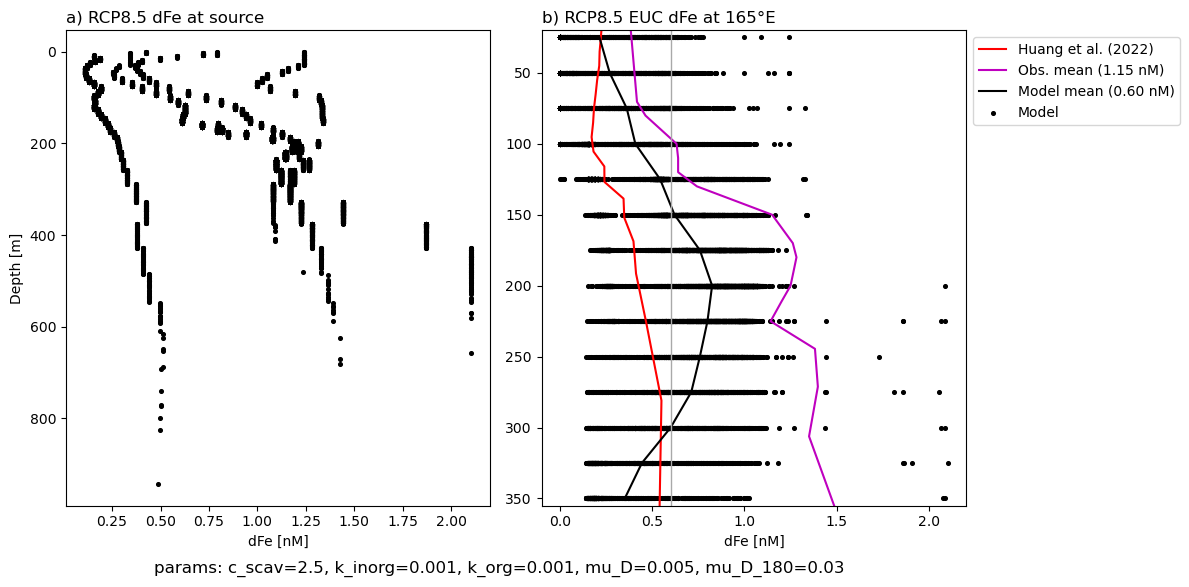 a) RCP8.5 dFe at source
b) RCP8.5 EUC dFe at 165°E
Depth [m]
0
200
400
600
800
0.25
0.50
0.75
1.00
1.25
1.50
1.75
2.00
dFe [nM]
50
100
150
200
250
300
350
0.0
0.5
1.0
1.5
2.0
dFe [nM]
Huang et al. (2022)
Obs. mean (1.15 nM)
Model mean (0.60 nM)
Model
params: c_scav=2.5, k_inorg=0.001, k_org=0.001, mu_D=0.005, mu_D_180=0.03